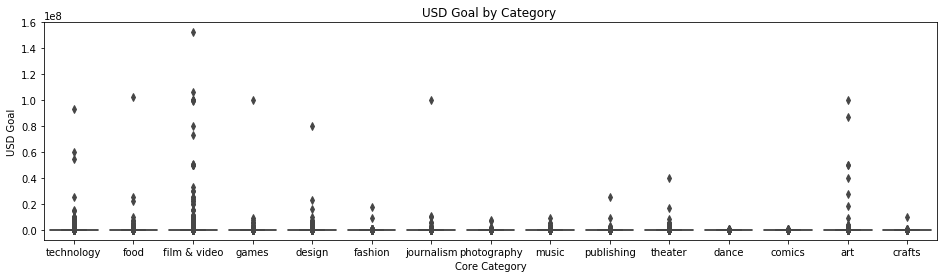 USD Goal by Category
1e8
1.6
1.4
1.2
1.0
0.8
0.6
0.4
0.2
0.0
USD Goal
technology food film & video games design fashion journalism photography music publishing theater dance comics art crafts
Core Category